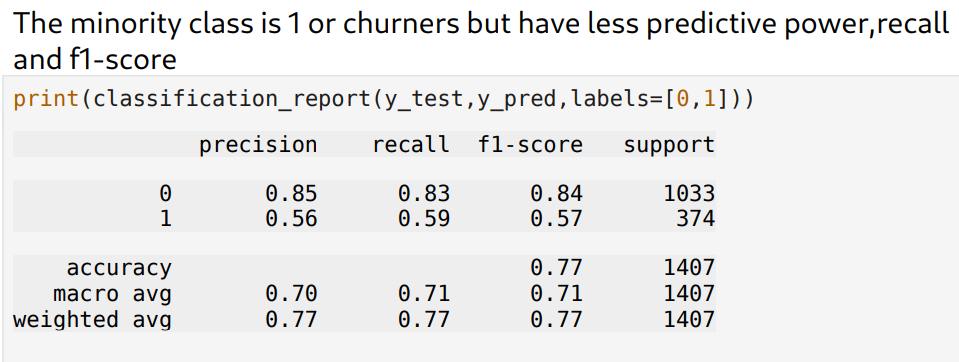 The minority class is 1 or churners but have less predictive power,recall
and f1-score
print(classification_report(y_test,y_pred,labels=[0,1]))
precision recall f1-score support
0 0.85 0.83 0.84 1033
1 0.56 0.59 0.57 374
accuracy 0.77 1407
macro avg 0.70 0.71 0.71 1407
weighted avg 0.77 0.77 0.77 1407